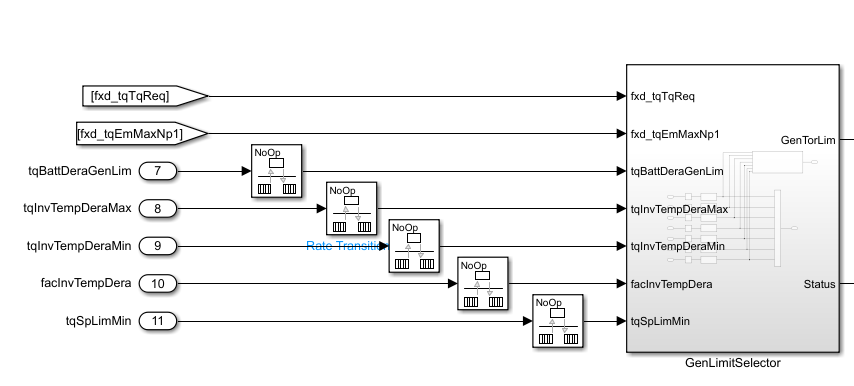 [fxd_tqTqReq]
fxd_tqTqReq
[fxd_tqEmMaxNp1]
fxd_tqEmMaxNp1
GenTorLim
NoOp
tqBattDeraGenLim
7
tqBattDeraGenLim
NoOp
tqInvTempDeraMax
8
tqInvTempDeraMax
NoOp
tqInvTempDeraMin
9
Rate Transition
tqInvTempDeraMin
NoOp
facInvTempDera
10
facInvTempDera
Status
NoOp
tqSpLimMin
11
tqSpLimMin
GenLimitSelector